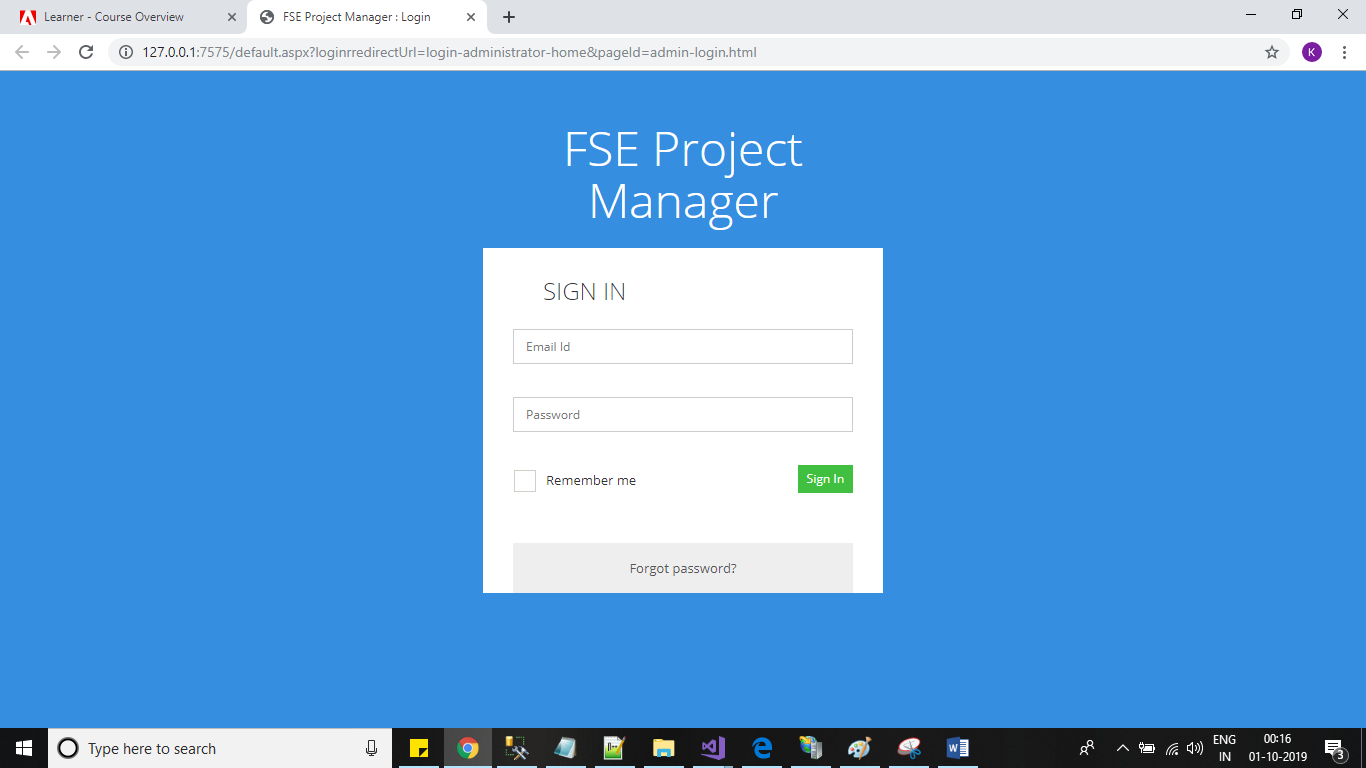 Learner - Course Overview
FSE Project Manager : Login
127.0.0.1:7575/default.aspx?loginrredirectUrl=login-administrator-home&pageId=admin-login.html
K
FSE Project
Manager
SIGN IN
Email Id
Password
Remember me
Sign In
Forgot password?
Type here to search
ENG
IN
00:16
01-10-2019
3